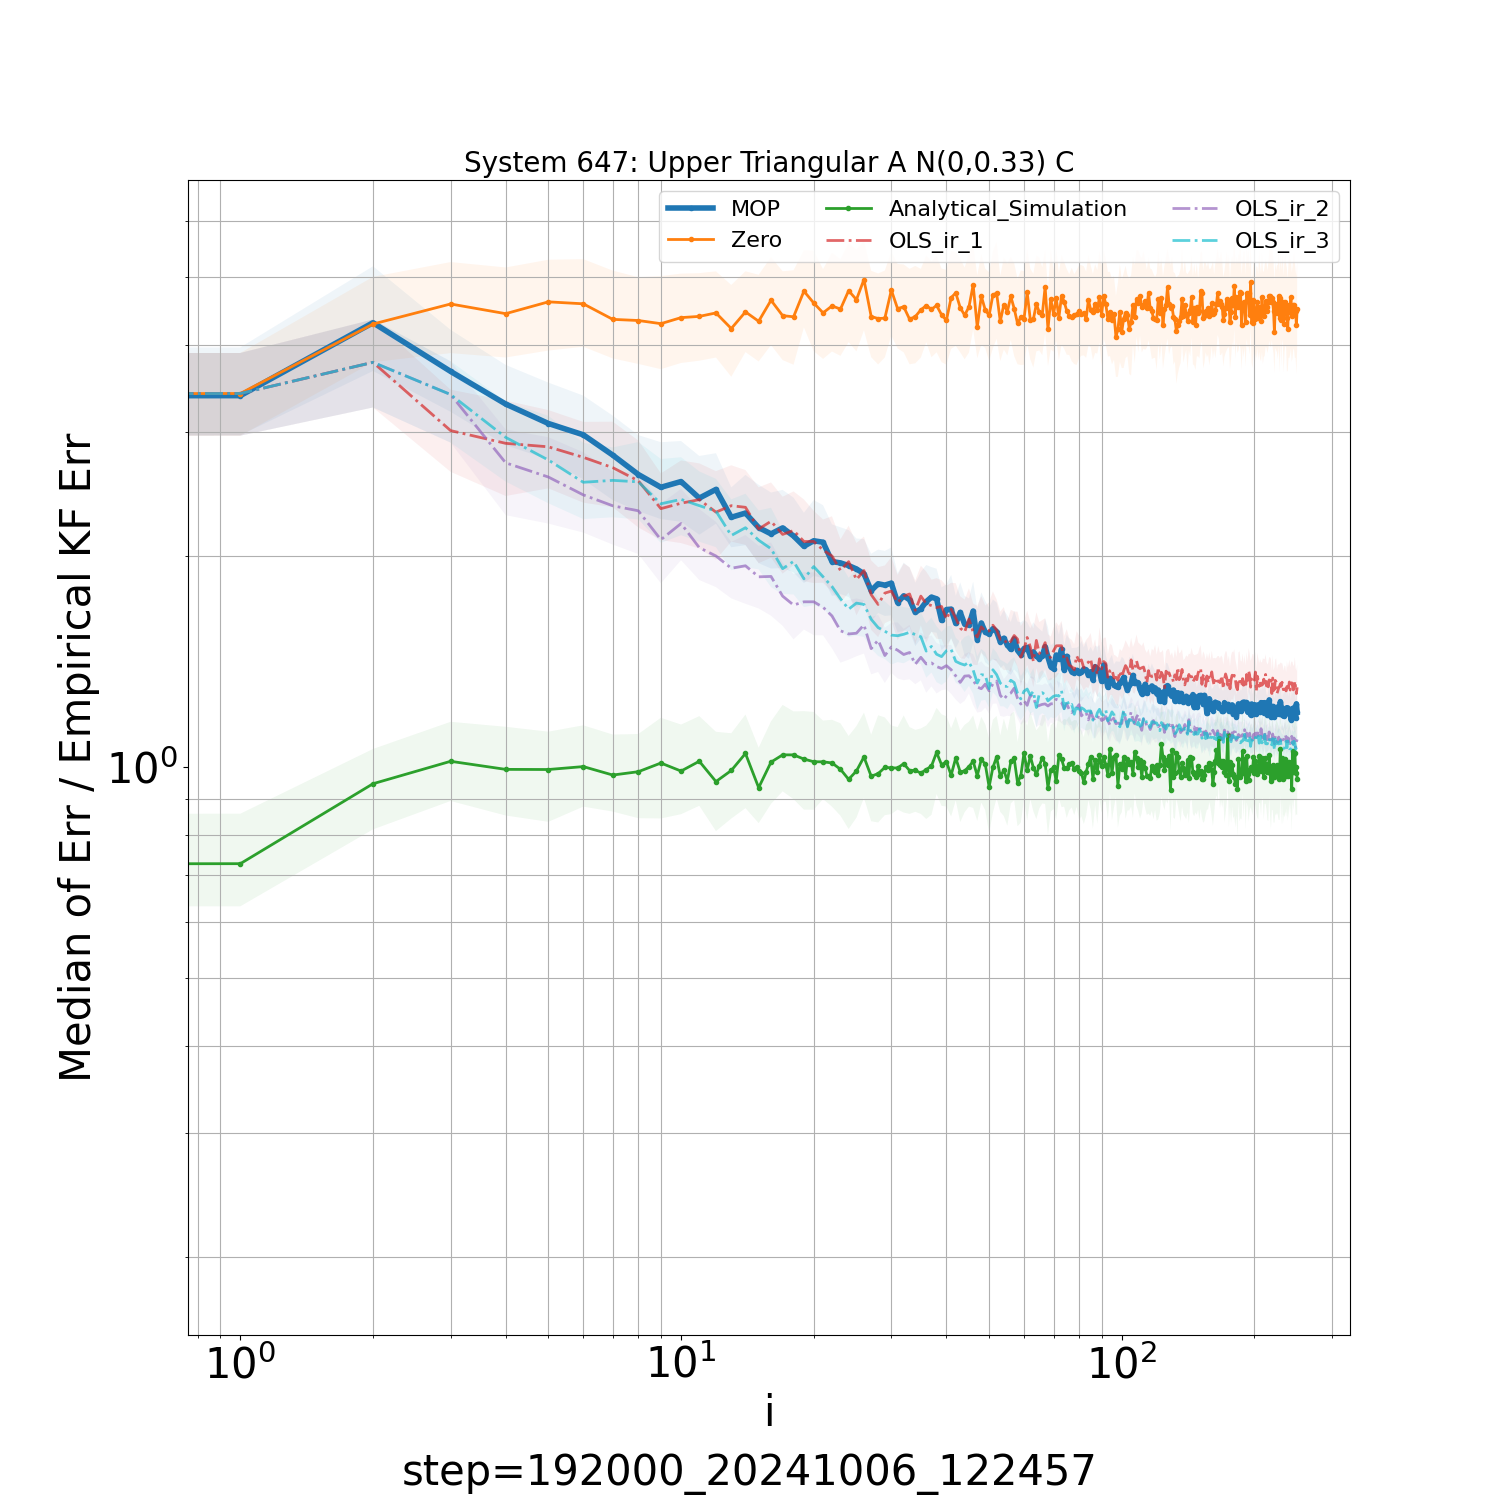 System 647: Upper Triangular A N(0,0.33) C
MOP
Zero
Analytical_Simulation
OLS_ir_1
OLS_ir_2
OLS_ir_3
Median of Err / Empirical KF Err
10⁰
10⁰ 10¹ 10²
i
step=192000_20241006_122457